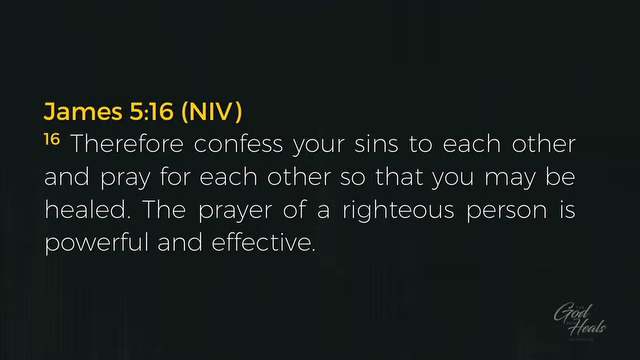 James 5:16 (NIV)
16 Therefore confess your sins to each other
and pray for each other so that you may be
healed. The prayer of a righteous person is
powerful and effective.
God
Heals